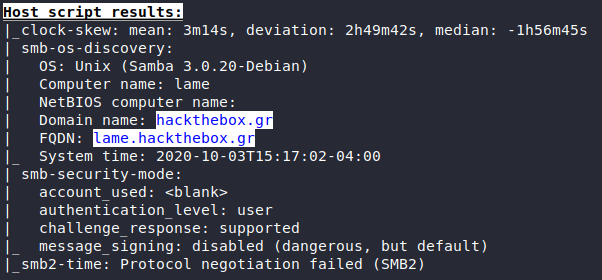 Host script results:
|_clock-skew: mean: 3m14s, deviation: 2h49m42s, median: -1h56m45s
| smb-os-discovery:
|   OS: Unix (Samba 3.0.20-Debian)
|   Computer name: lame
|   NetBIOS computer name:
|   Domain name: hackthebox.gr
|   FQDN: lame.hackthebox.gr
|_  System time: 2020-10-03T15:17:02-04:00
| smb-security-mode:
|   account_used: <blank>
|   authentication_level: user
|   challenge_response: supported
|_  message_signing: disabled (dangerous, but default)
|_smb2-time: Protocol negotiation failed (SMB2)